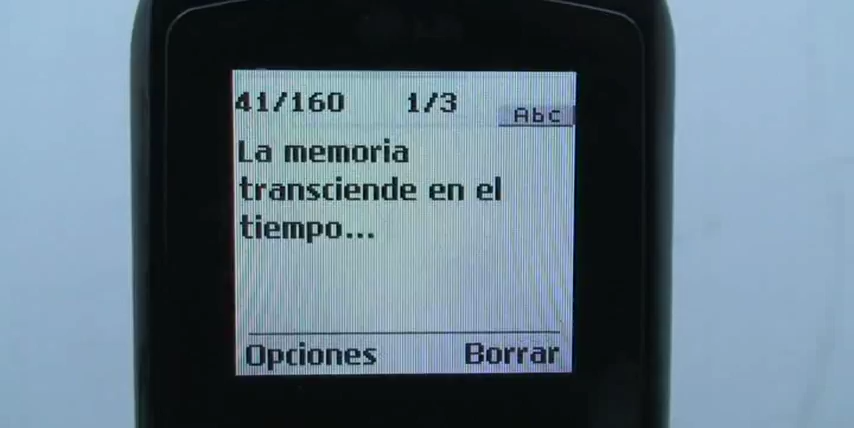 41/160 1/3 Abc
La memoria
transciende en el
tiempo...
Opciones Borrar